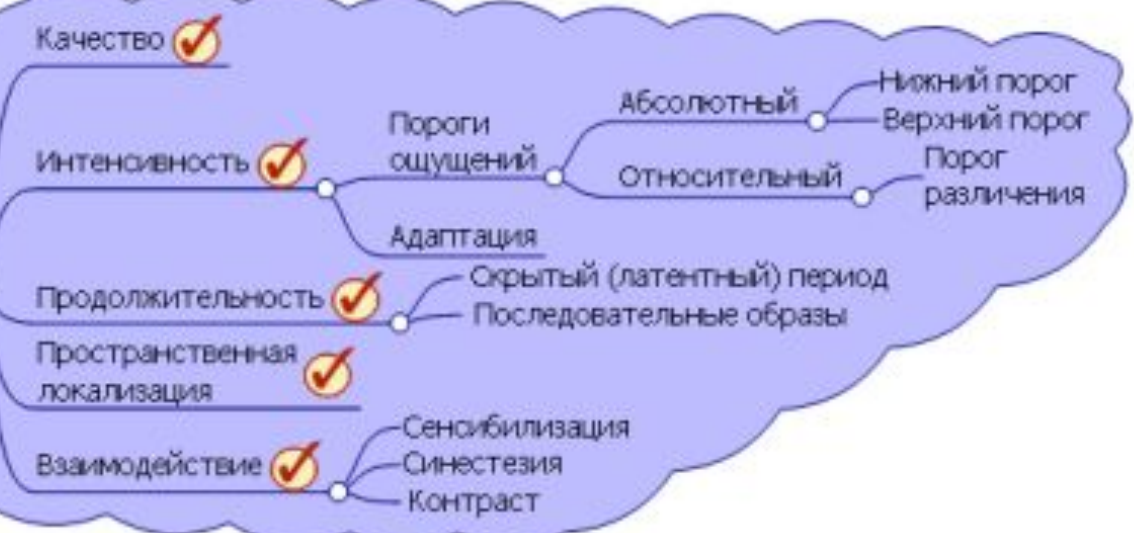 Качество
Интенсивность
Пороги
ощущений
Абсолютный
Нижний порог
Верхний порог
Относительный
Порог
различения
Адаптация
Продолжительность
Скрытый (латентный) период
Последовательные образы
Пространственная
локализация
Взаимодействие
Сенсибилизация
Синестезия
Контраст